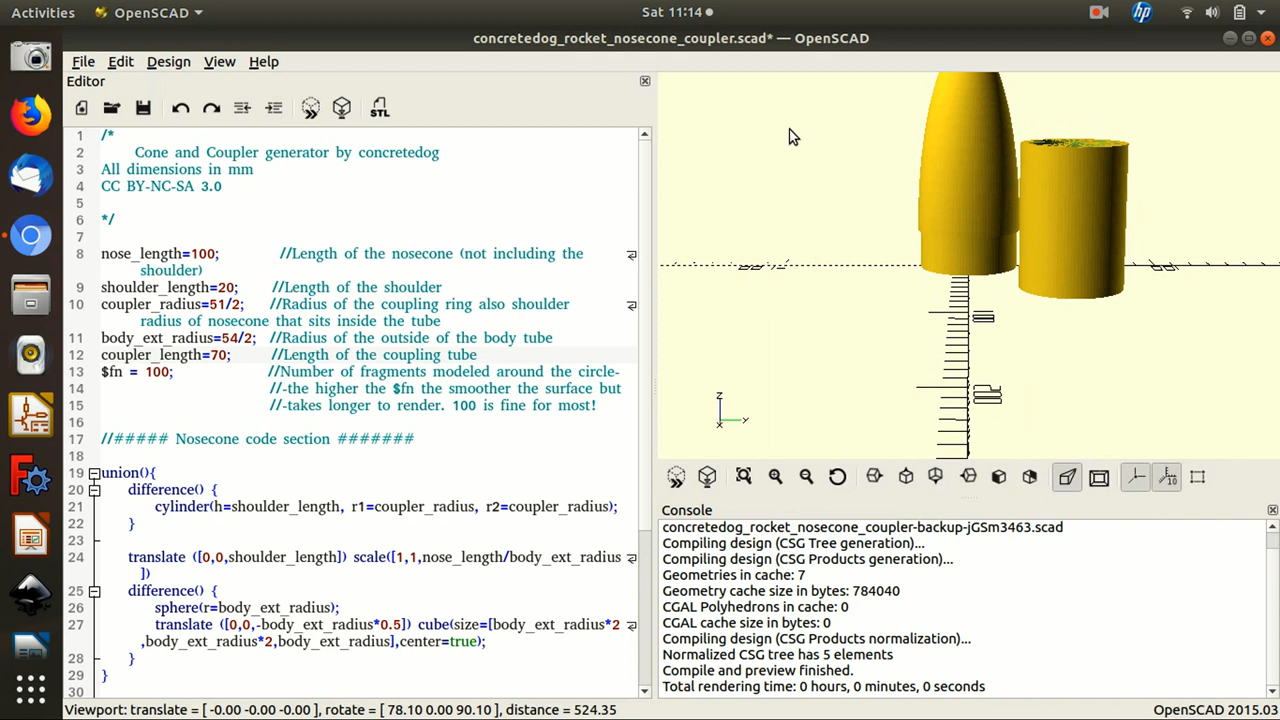 Activities OpenSCAD Sat 11:14
concretedog_rocket_nosecone_coupler.scad* — OpenSCAD
File Edit Design View Help
Editor
STL
1 /*
2 Cone and Coupler generator by concretedog
3 All dimensions in mm
4 CC BY-NC-SA 3.0
5
6 */
7
8 nose_length=100; //Length of the nosecone (not including the
shoulder)
9 shoulder_length=20; //Length of the shoulder
10 coupler_radius=51/2; //Radius of the coupling ring also shoulder
radius of nosecone that sits inside the tube
11 body_ext_radius=54/2; //Radius of the outside of the body tube
12 coupler_length=70; //Length of the coupling tube
13 $fn = 100; //Number of fragments modeled around the circle-
14 //-the higher the $fn the smoother the surface but
15 //-takes longer to render. 100 is fine for most!
16
17 //##### Nosecone code section #######
18
19 union(){
20 difference() {
21 cylinder(h=shoulder_length, r1=coupler_radius, r2=coupler_radius);
22 }
23
24 translate ([0,0,shoulder_length]) scale([1,1,nose_length/body_ext_radius
])
25 difference() {
26 sphere(r=body_ext_radius);
27 translate ([0,0,-body_ext_radius*0.5]) cube(size=[body_ext_radius*2
,body_ext_radius*2,body_ext_radius],center=true);
28 }
29 }
30
Z
Y
X
10
Console
concretedog_rocket_nosecone_coupler-backup-jGSm3463.scad
Compiling design (CSG Tree generation)...
Compiling design (CSG Products generation)...
Geometries in cache: 7
Geometry cache size in bytes: 784040
CGAL Polyhedrons in cache: 0
CGAL cache size in bytes: 0
Compiling design (CSG Products normalization)...
Normalized CSG tree has 5 elements
Compile and preview finished.
Total rendering time: 0 hours, 0 minutes, 0 seconds
Viewport: translate = [ -0.00 -0.00 -0.00 ], rotate = [ 78.10 0.00 90.10 ], distance = 524.35 OpenSCAD 2015.03